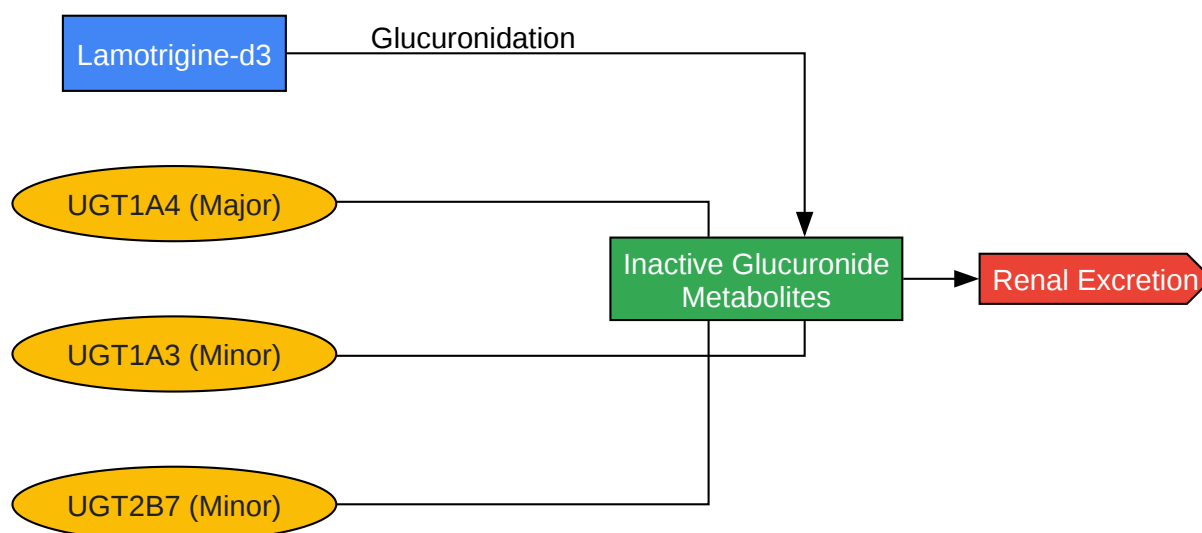 Lamotrigine-d3
Glucuronidation
UGT1A4 (Major)
Inactive Glucuronide
Metabolites
Renal Excretion
UGT1A3 (Minor)
UGT2B7 (Minor)